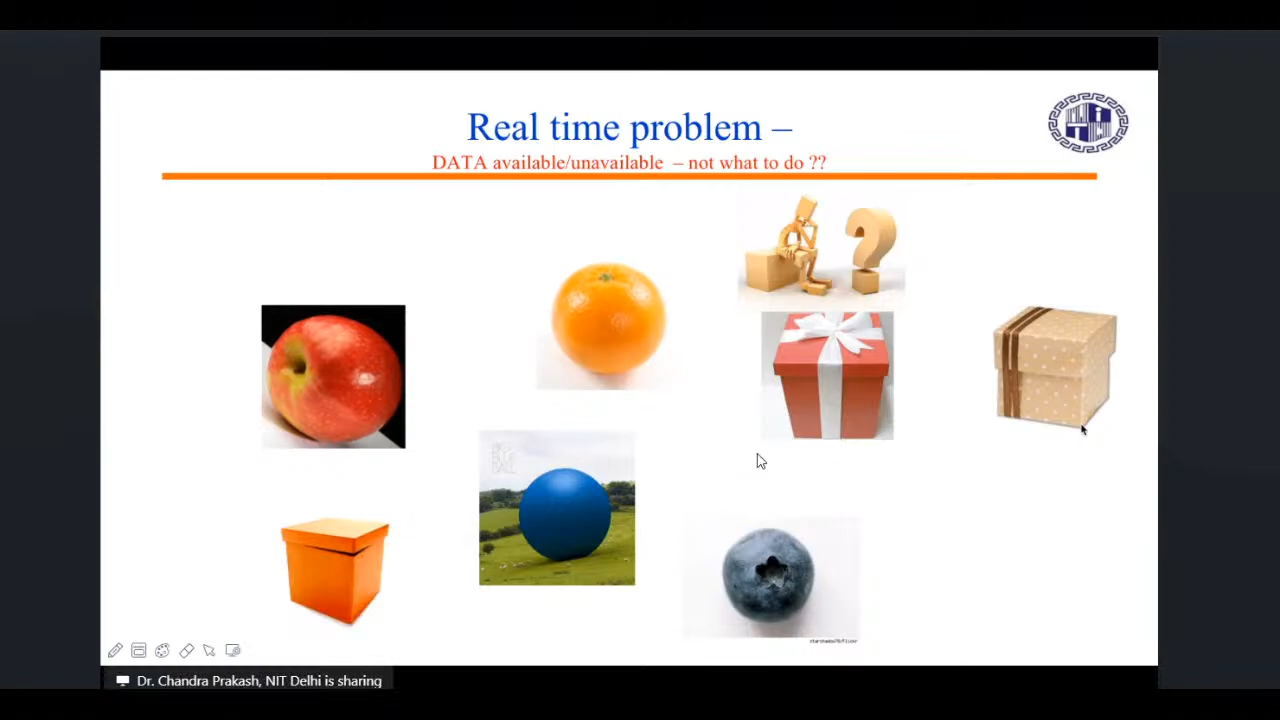 Real time problem –
DATA available/unavailable – not what to do ??
Dr. Chandra Prakash, NIT Delhi is sharing